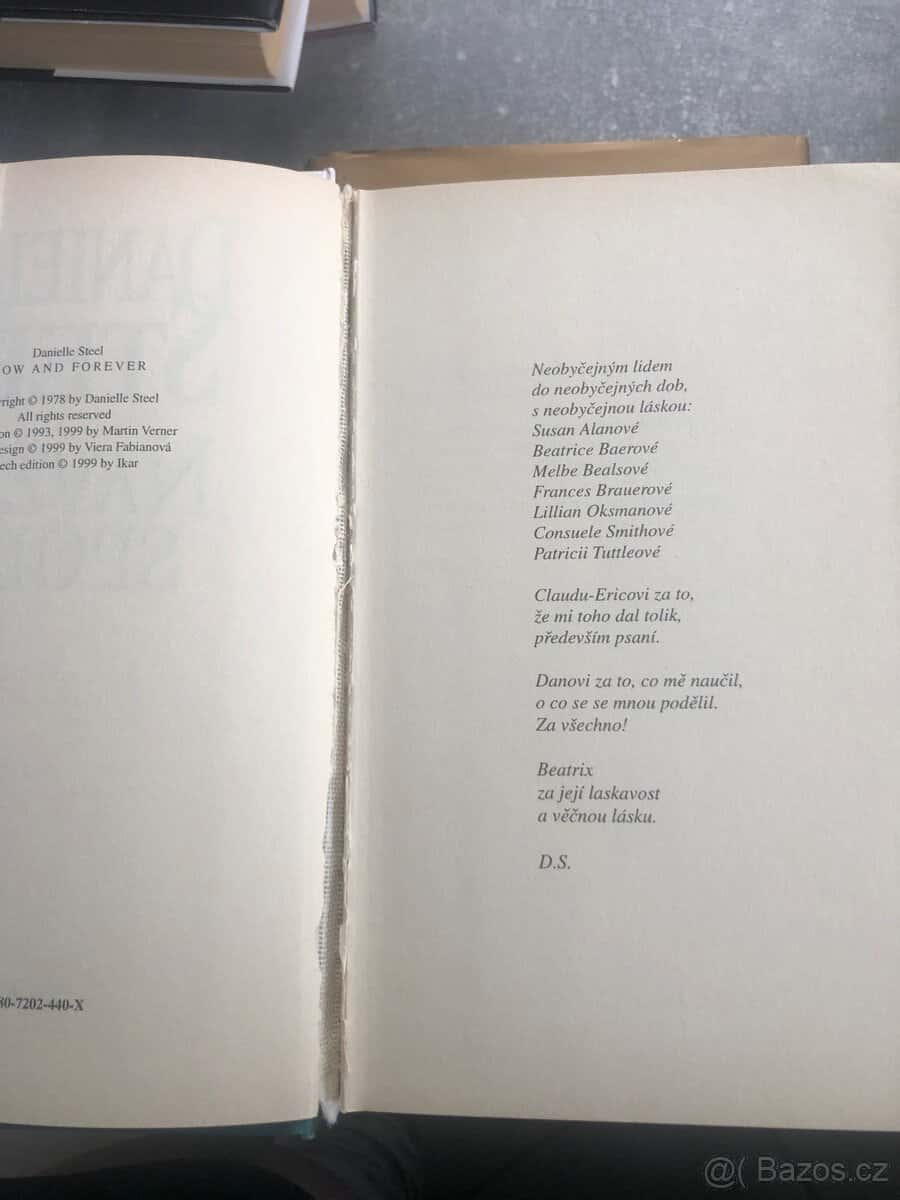 Danielle Steel
OW AND FOREVER
right © 1978 by Danielle Steel
All rights reserved
on © 1993, 1999 by Martin Verner
esign © 1999 by Viera Fabianová
ech edition © 1999 by Ikar
80-7202-440-X
Neobyčejným lidem
do neobyčejných dob,
s neobyčejnou láskou:
Susan Alanové
Beatrice Baerové
Melbe Bealsové
Frances Brauerové
Lillian Oksmanové
Consuele Smithové
Patricii Tuttleové
Claudu-Ericovi za to,
že mi toho dal tolik,
především psaní.
Danovi za to, co mě naučil,
o co se se mnou podělil.
Za všechno!
Beatrix
za její laskavost
a věčnou lásku.
D.S.
@( Bazos.cz